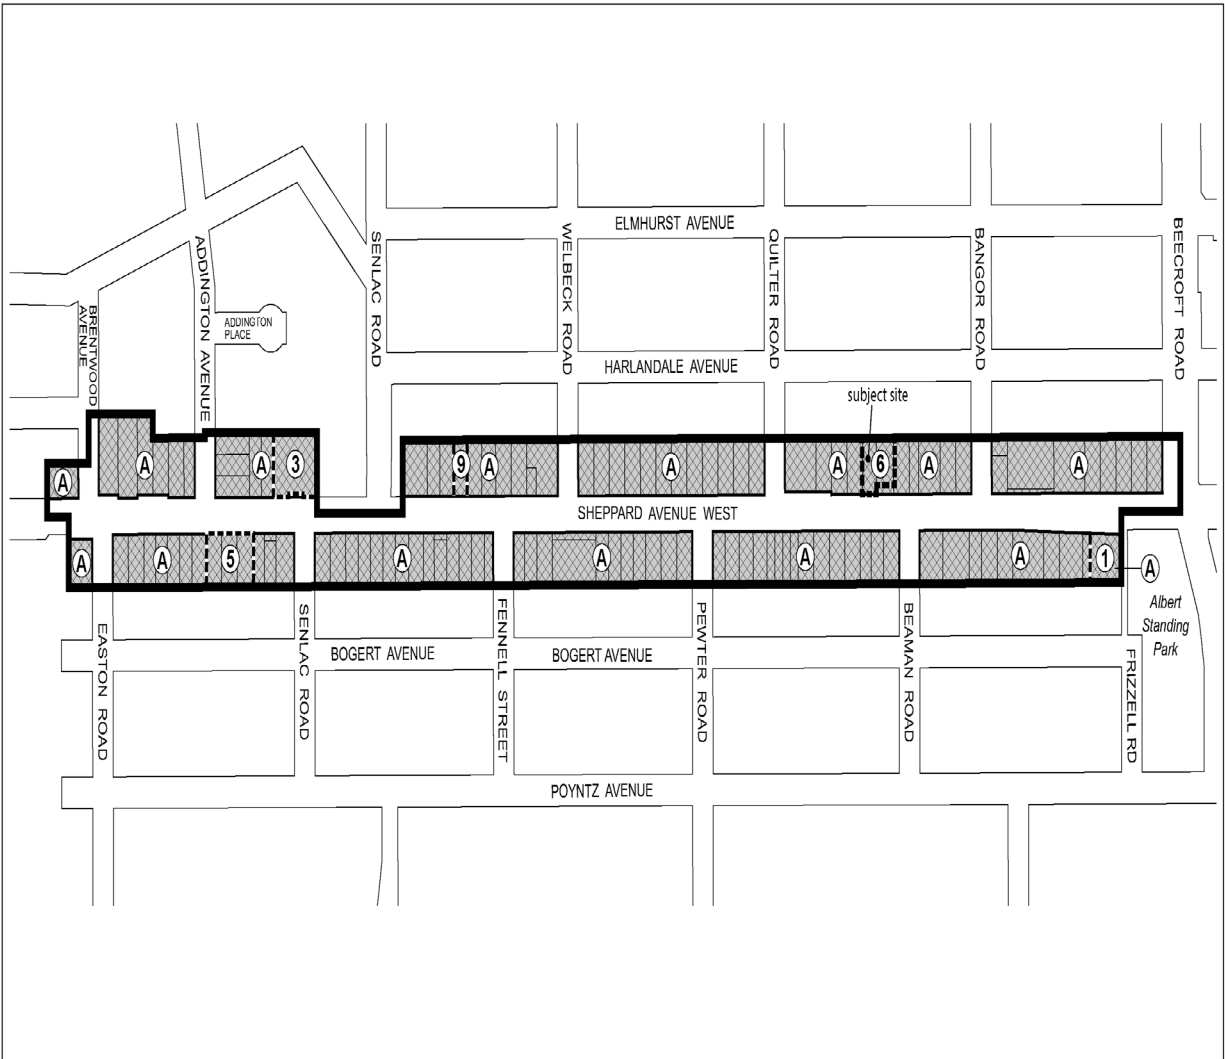 ELMHURST AVENUE
SENLAC ROAD
WELBECK ROAD
QUILTER ROAD
BANGOR ROAD
BEECROFT ROAD
ADDINGTON AVENUE
BRENTWOOD
AVENUE
ADDINGTON
PLACE
HARLANDALE AVENUE
subject site
A
A
A
3
9
A
A
A
6
A
A
SHEPPARD AVENUE WEST
A
A
5
A
A
A
A
1
A
Albert
Standing
Park
EASTON ROAD
SENLAC ROAD
BOGERT AVENUE
FENNELL STREET
BOGERT AVENUE
PEWTER ROAD
BEAMAN ROAD
FRIZZELL RD
POYNTZ AVENUE